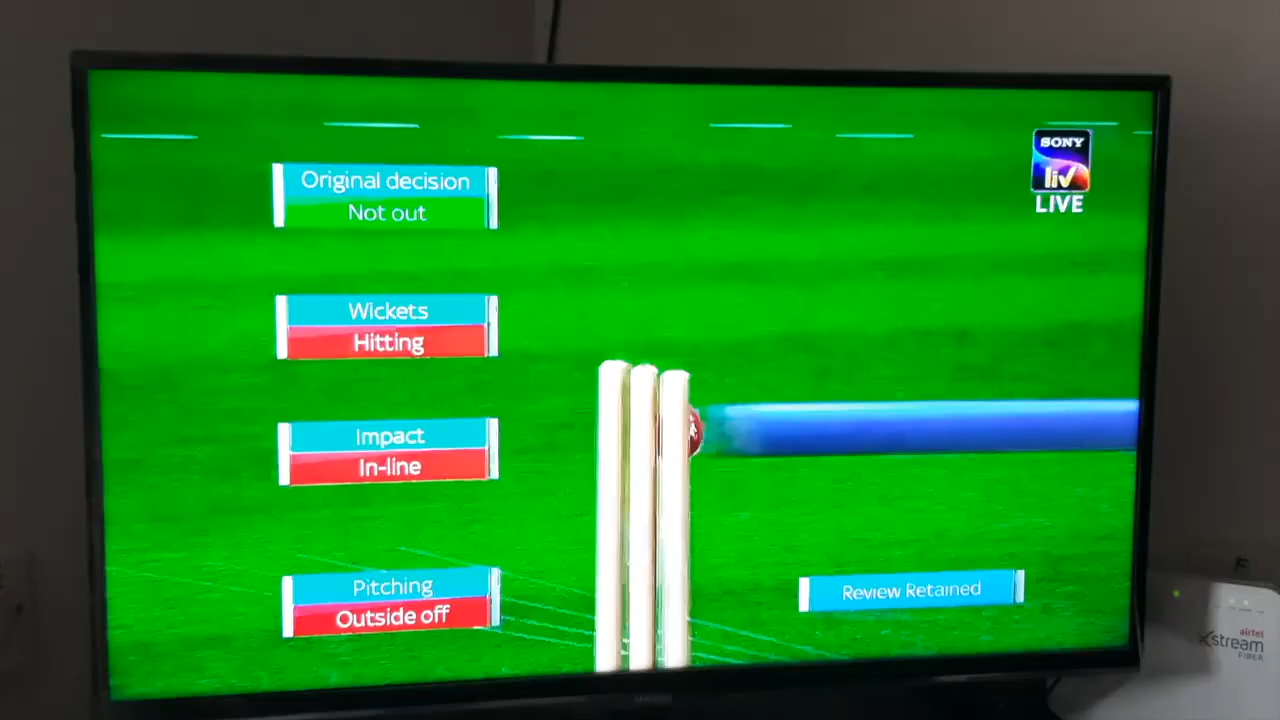 SONY
liv
LIVE
Original decision
Not out
Wickets
Hitting
Impact
In-line
Pitching
Outside off
Review Retained
airtel
Xstream
FIBER